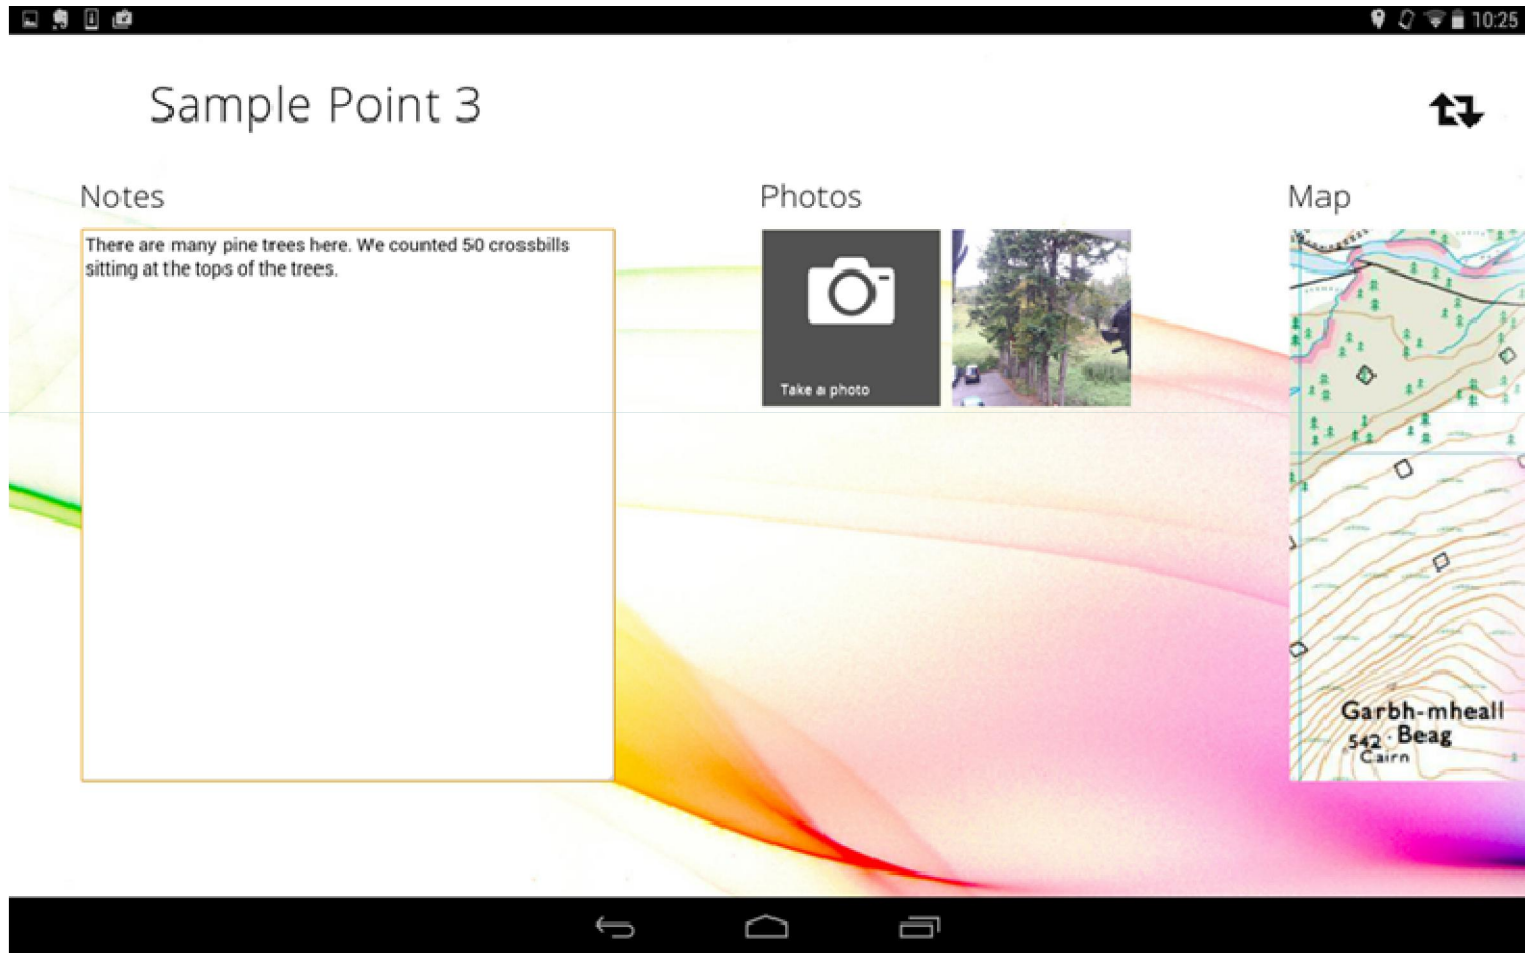 10:25
Sample Point 3
Notes
There are many pine trees here. We counted 50 crossbills
sitting at the tops of the trees.
Photos
Take a photo
Map
Garbh-mheall
542 · Beag
Cairn